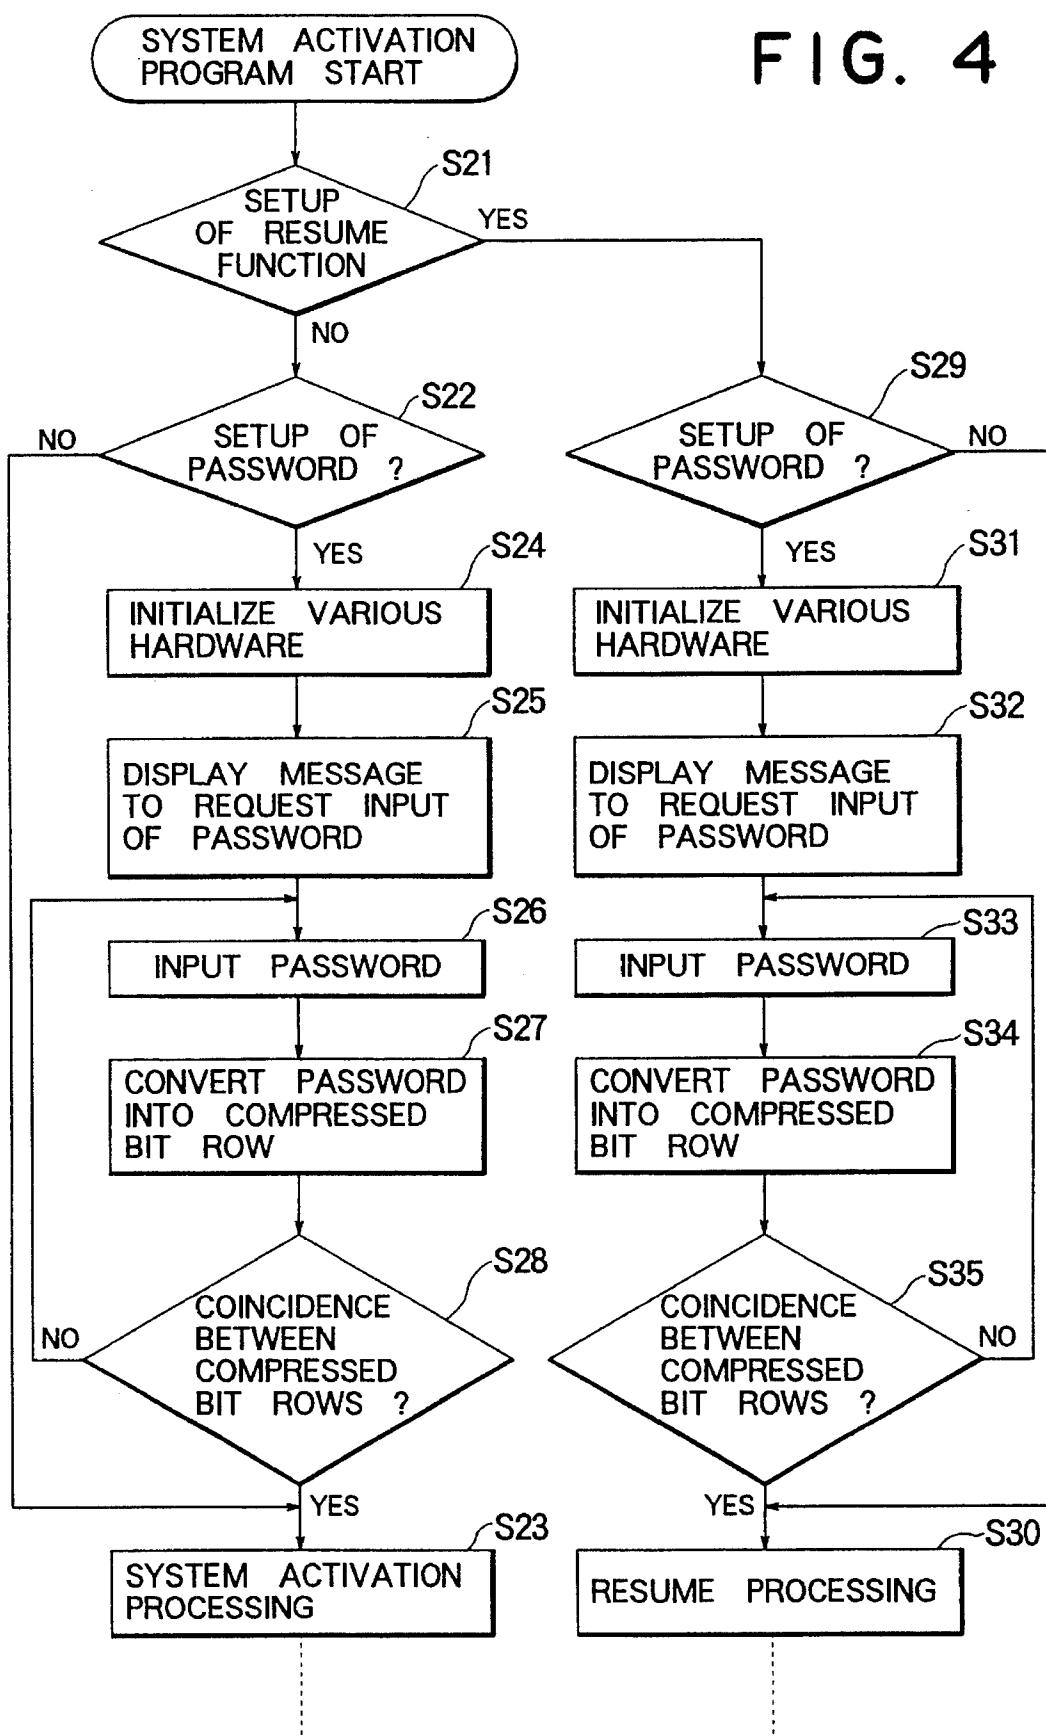 FIG. 4
SYSTEM ACTIVATION
PROGRAM START
S21
SETUP
OF RESUME
FUNCTION
YES
NO
S22
SETUP OF
PASSWORD ?
NO
YES
S24
INITIALIZE VARIOUS
HARDWARE
S25
DISPLAY MESSAGE
TO REQUEST INPUT
OF PASSWORD
S26
INPUT PASSWORD
S27
CONVERT PASSWORD
INTO COMPRESSED
BIT ROW
S28
COINCIDENCE
BETWEEN
COMPRESSED
BIT ROWS ?
NO
YES
S23
SYSTEM ACTIVATION
PROCESSING
S29
SETUP OF
PASSWORD ?
NO
YES
S31
INITIALIZE VARIOUS
HARDWARE
S32
DISPLAY MESSAGE
TO REQUEST INPUT
OF PASSWORD
S33
INPUT PASSWORD
S34
CONVERT PASSWORD
INTO COMPRESSED
BIT ROW
S35
COINCIDENCE
BETWEEN
COMPRESSED
BIT ROWS ?
NO
YES
S30
RESUME PROCESSING